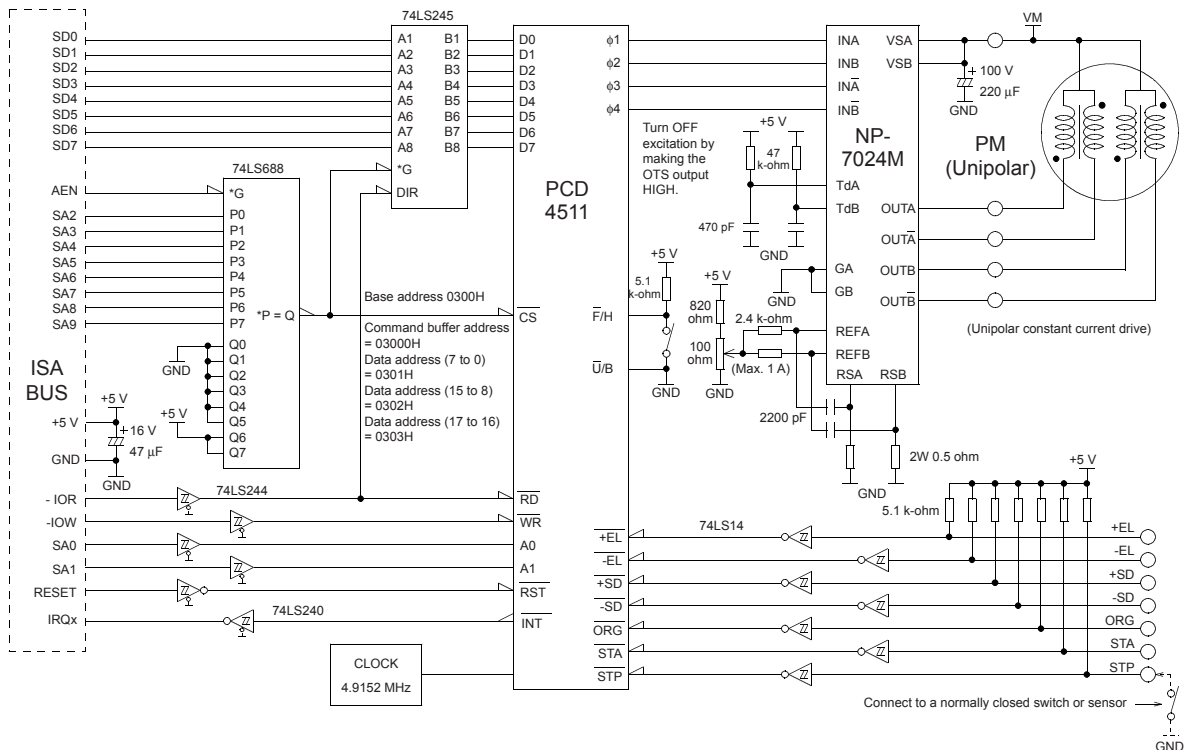 74LS245
VM
SD0
SD1
SD2
SD3
SD4
SD5
SD6
SD7
A1 B1
A2 B2
A3 B3
A4 B4
A5 B5
A6 B6
A7 B7
A8 B8
*G
DIR
D0
D1
D2
D3
D4
D5
D6
D7
PCD
4511
ϕ1
ϕ2
ϕ3
ϕ4
INA VSA
INB VSB
INA
INB
NP-
7024M
+ 100 V
220 μF
GND
PM
(Unipolar)
Turn OFF
excitation by
making the
OTS output
HIGH.
+5 V
47
k-ohm
470 pF
GND
TdA
TdB
OUTA
OUTA
OUTB
OUTB
GA
GB
GND
REFA
REFB
RSA RSB
(Unipolar constant current drive)
74LS688
AEN
SA2
SA3
SA4
SA5
SA6
SA7
SA8
SA9
*G
P0
P1
P2
P3
P4
P5
P6
P7
*P = Q
Q0
Q1
Q2
Q3
Q4
Q5
Q6
Q7
GND
+5 V
Base address 0300H
Command buffer address
= 03000H
Data address (7 to 0)
= 0301H
Data address (15 to 8)
= 0302H
Data address (17 to 16)
= 0303H
CS
F/H
U/B
+5 V
5.1
k-ohm
GND
+5 V
820
ohm
100
ohm
GND
2.4 k-ohm
(Max. 1 A)
2200 pF
2W 0.5 ohm
GND
ISA
BUS
+5 V
GND
+5 V
+ 16 V
47 μF
GND
- IOR
-IOW
SA0
SA1
RESET
IRQx
74LS244
74LS240
RD
WR
A0
A1
RST
INT
CLOCK
4.9152 MHz
+EL
-EL
+SD
-SD
ORG
STA
STP
74LS14
5.1 k-ohm
+5 V
+EL
-EL
+SD
-SD
ORG
STA
STP
Connect to a normally closed switch or sensor
GND